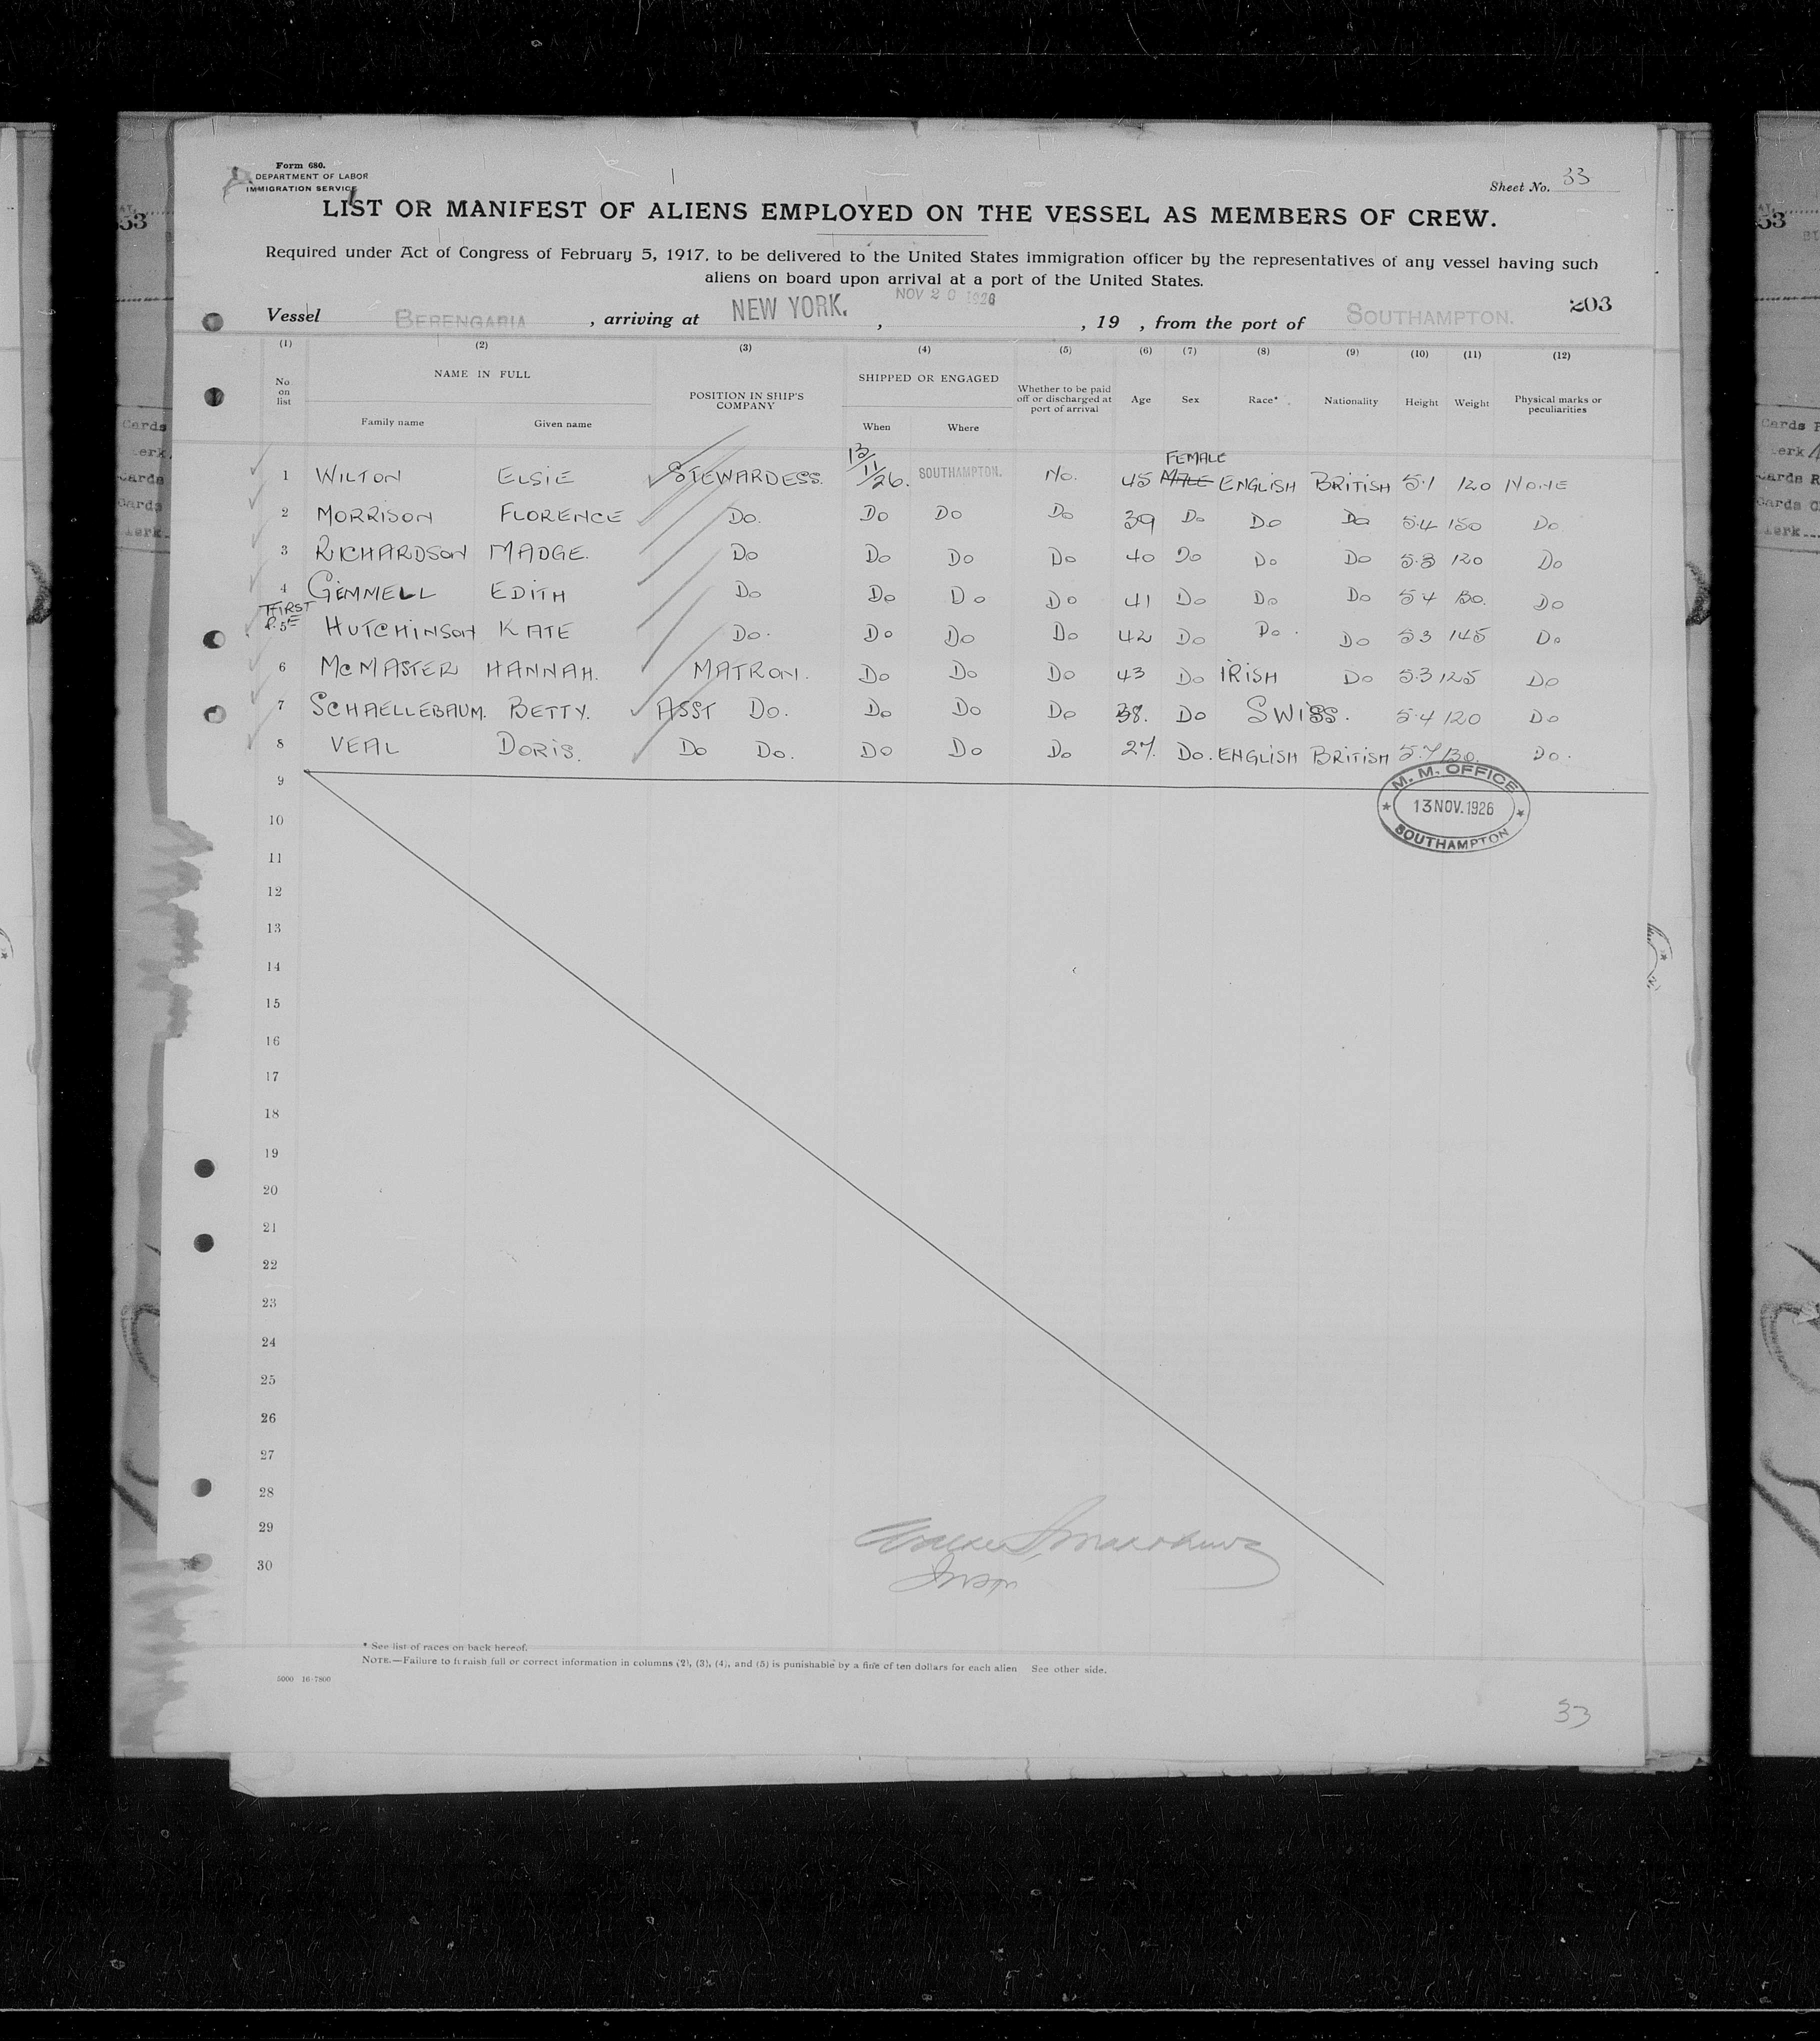 Form 680.
DEPARTMENT OF LABOR
IMMIGRATION SERVICE
Sheet No. 33
LIST OR MANIFEST OF ALIENS EMPLOYED ON THE VESSEL AS MEMBERS OF CREW.
Required under Act of Congress of February 5, 1917, to be delivered to the United States immigration officer by the representatives of any vessel having such
aliens on board upon arrival at a port of the United States.
NOV 20 1926
203
Vessel BERENGARIA, arriving at NEW YORK. , , 19 , from the port of SOUTHAMPTON.
(1) (2) (3) (4) (5) (6) (7) (8) (9) (10) (11) (12)
No on list NAME IN FULL Family name Given name POSITION IN SHIP'S COMPANY SHIPPED OR ENGAGED When Where Whether to be paid off or discharged at port of arrival Age Sex Race* Nationality Height Weight Physical marks or peculiarities
FEMALE
1 WILTON ELSIE STEWARDESS. 13/11/26. SOUTHAMPTON. No. 45 MALE ENGLISH BRITISH 5.1 120 NONE
2 MORRISON FLORENCE Do. Do Do Do 39 Do Do Do 5.4 150 Do
3 RICHARDSON MADGE. Do Do Do Do 40 Do Do Do 5.3 120 Do
4 GEMMELL EDITH Do Do Do Do 41 Do Do Do 5 4 130. Do
FIRST
5 HUTCHINSON KATE Do. Do Do Do 42 Do Do. Do 5 3 145 Do
6 McMASTER HANNAH. MATRON. Do Do Do 43 Do IRISH Do 5.3 125 Do
7 SCHAELLEBAUM. BETTY. ASST Do. Do Do Do 38. Do SWISS. 5.4 120 Do
8 VEAL DORIS. Do Do. Do Do Do 27. Do. ENGLISH BRITISH 5.7 130. Do.
9
M. M. OFFICE
13 NOV. 1926
SOUTHAMPTON
10
11
12
13
14
15
16
17
18
19
20
21
22
23
24
25
26
27
28
29
30
* See list of races on back hereof.
NOTE.—Failure to furnish full or correct information in columns (2), (3), (4), and (5) is punishable by a fine of ten dollars for each alien See other side.
5000 16-7800
33